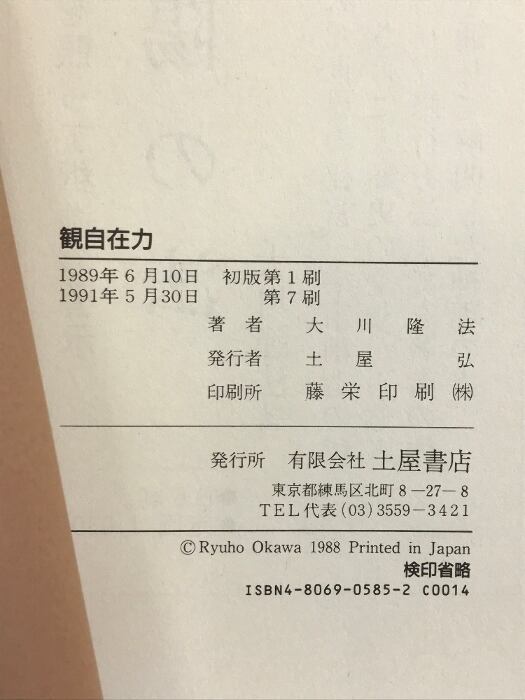 観自在力
1989年6月10日 初版第1刷
1991年5月30日 第7刷
著者 大川隆法
発行者 土屋弘
印刷所 藤栄印刷㈱
発行所 有限会社 土屋書店
東京都練馬区北町8-27-8
TEL代表(03)3559-3421
©Ryuho Okawa 1988 Printed in Japan
検印省略
ISBN4-8069-0585-2 C0014